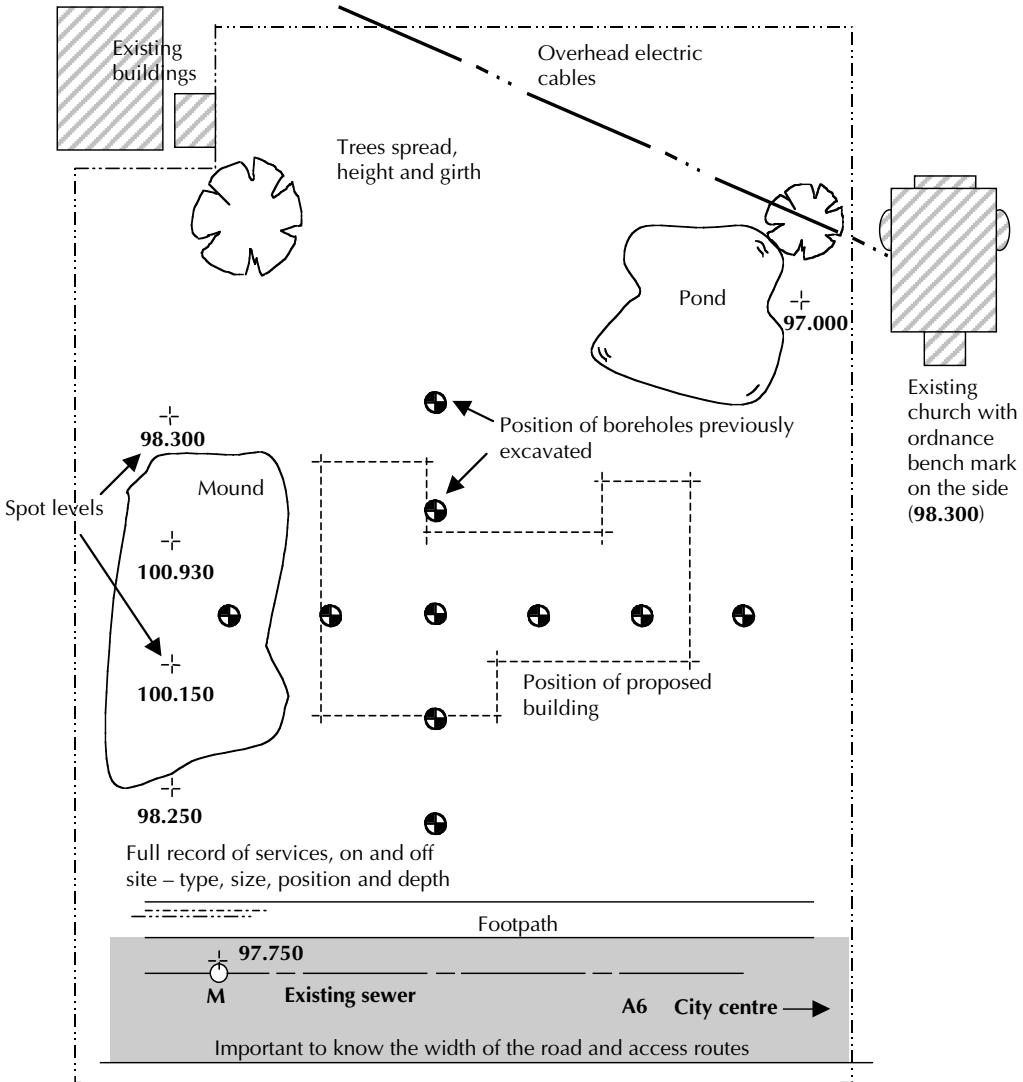 Existing
buildings
Overhead electric
cables
Trees spread,
height and girth
Pond
97.000
Existing
church with
ordnance
bench mark
on the side
(98.300)
Position of boreholes previously
excavated
98.300
Mound
Spot levels
100.930
100.150
Position of proposed
building
98.250
Full record of services, on and off
site – type, size, position and depth
Footpath
97.750
M
Existing sewer
A6 City centre
Important to know the width of the road and access routes